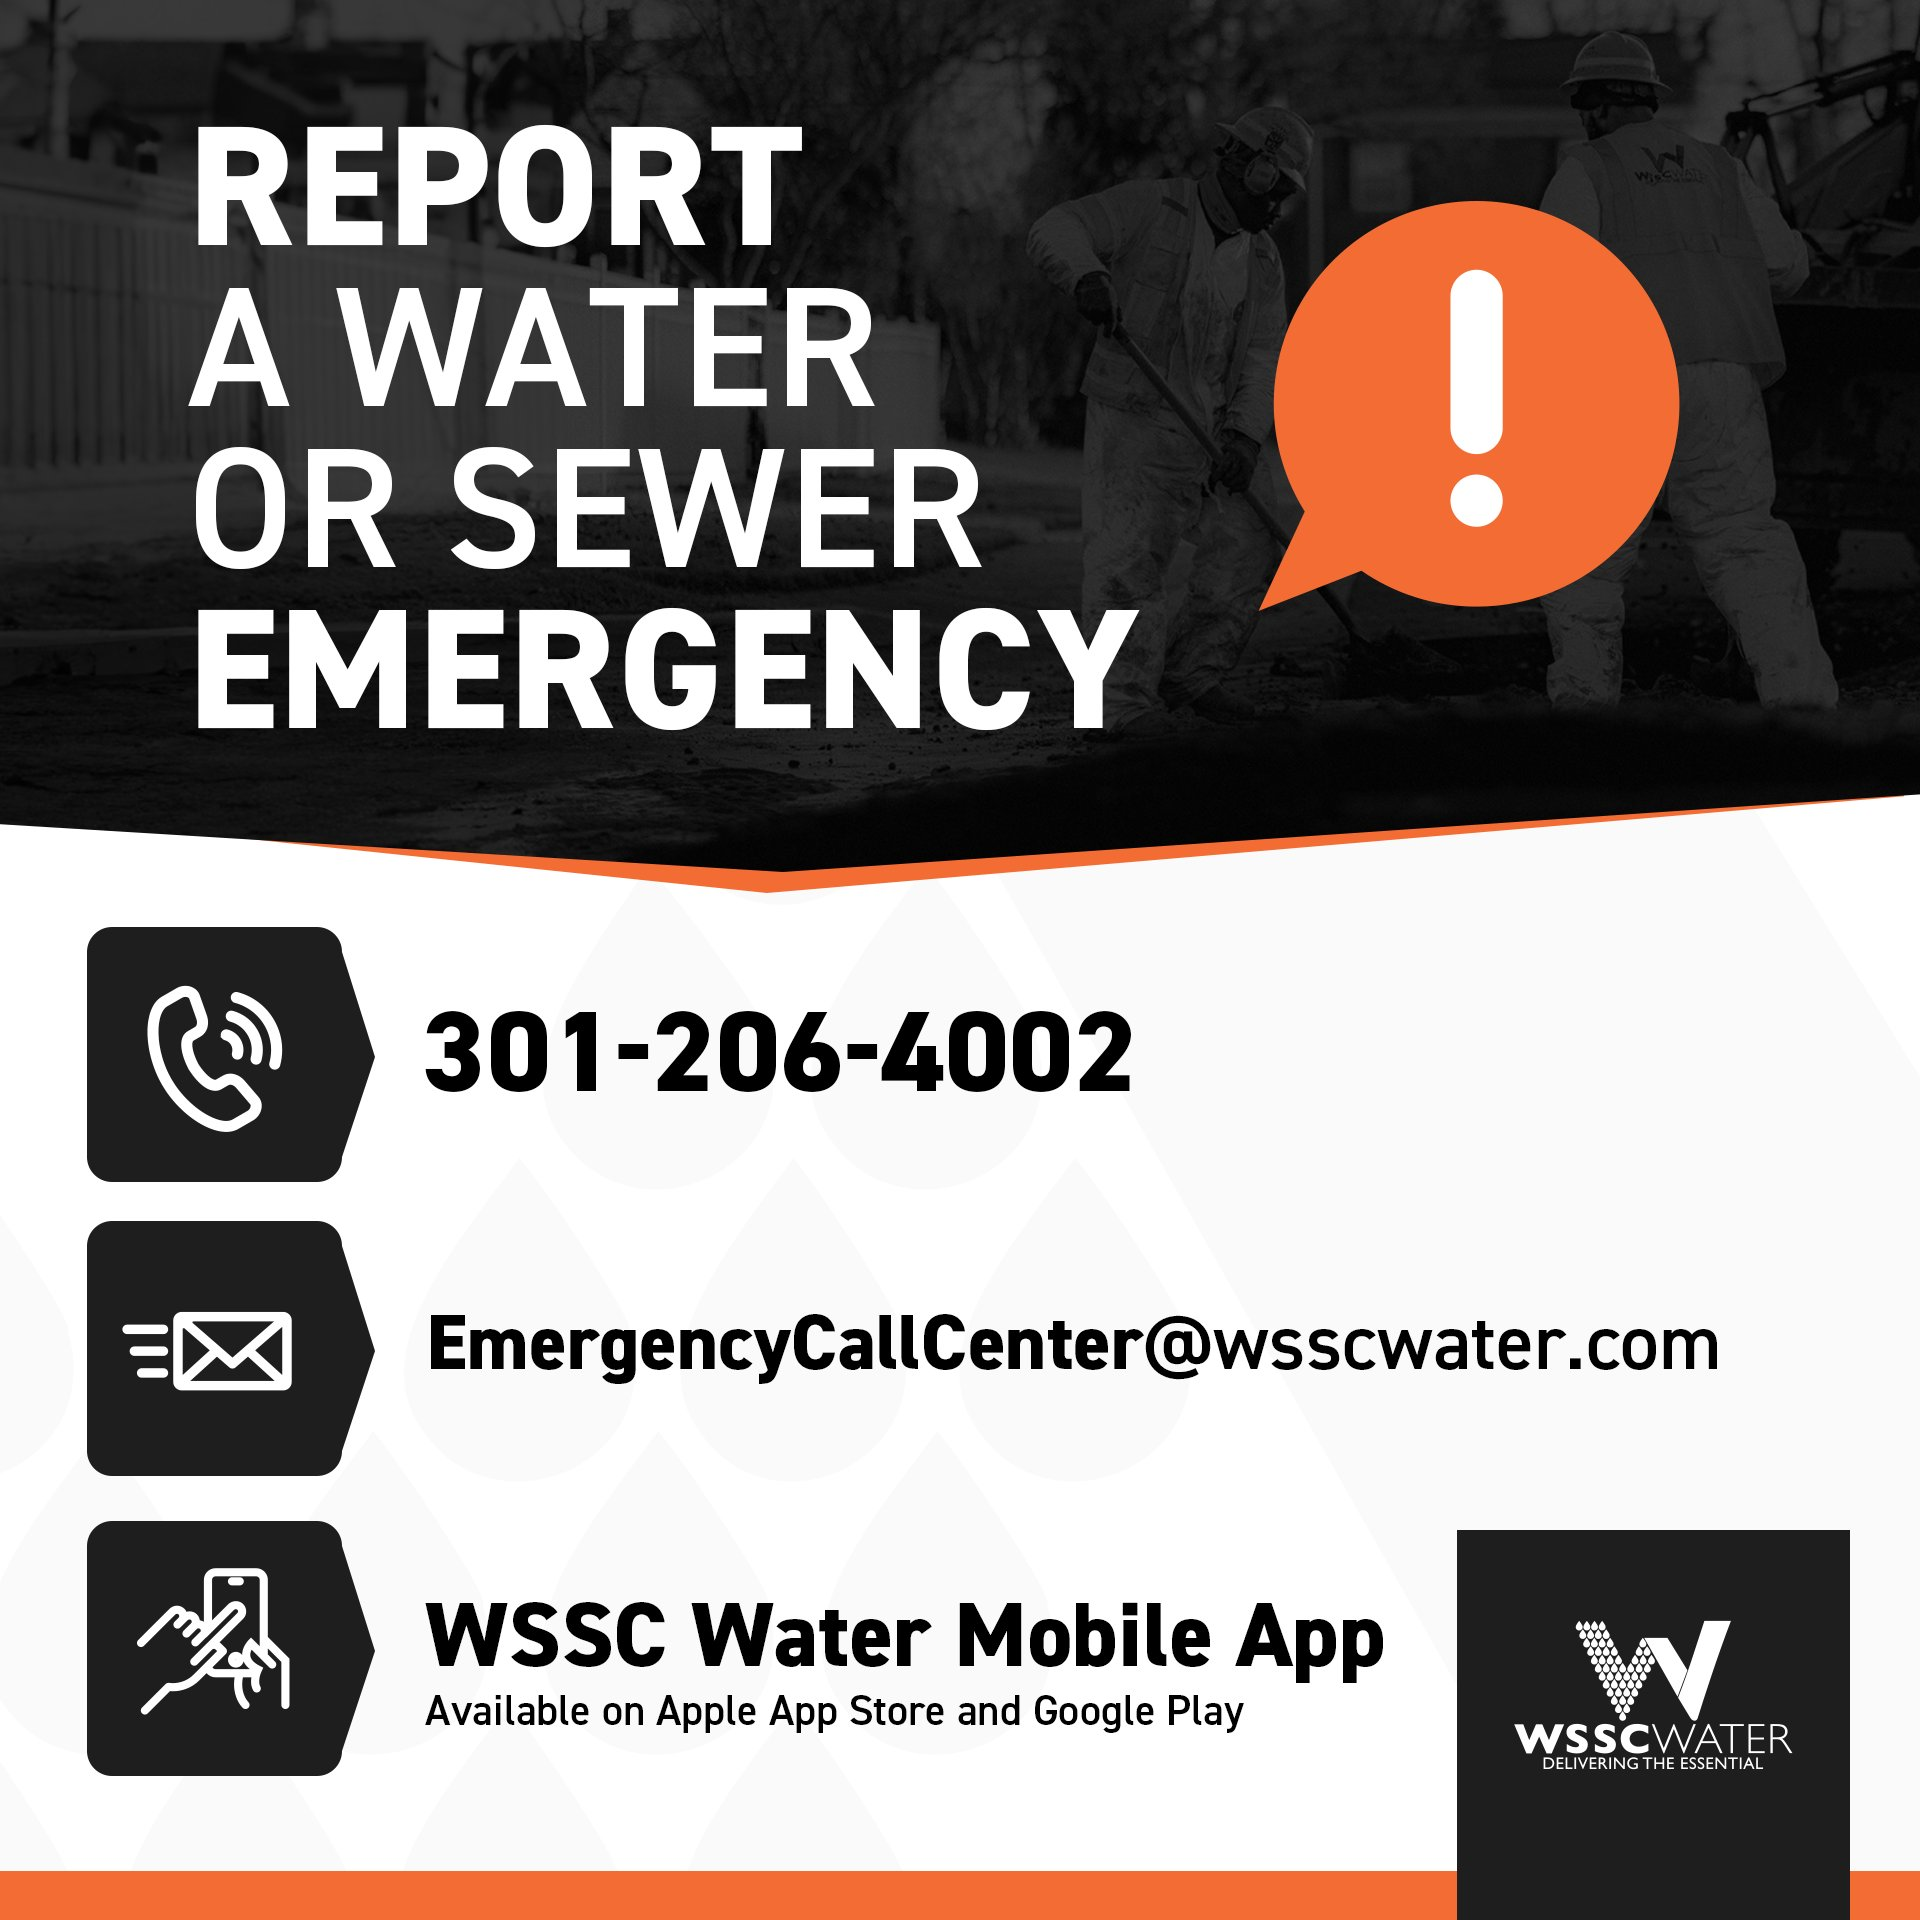 REPORT
A WATER
OR SEWER
EMERGENCY
301-206-4002
EmergencyCallCenter@wsscwater.com
WSSC Water Mobile App
Available on Apple App Store and Google Play
WSSCWATER
DELIVERING THE ESSENTIAL